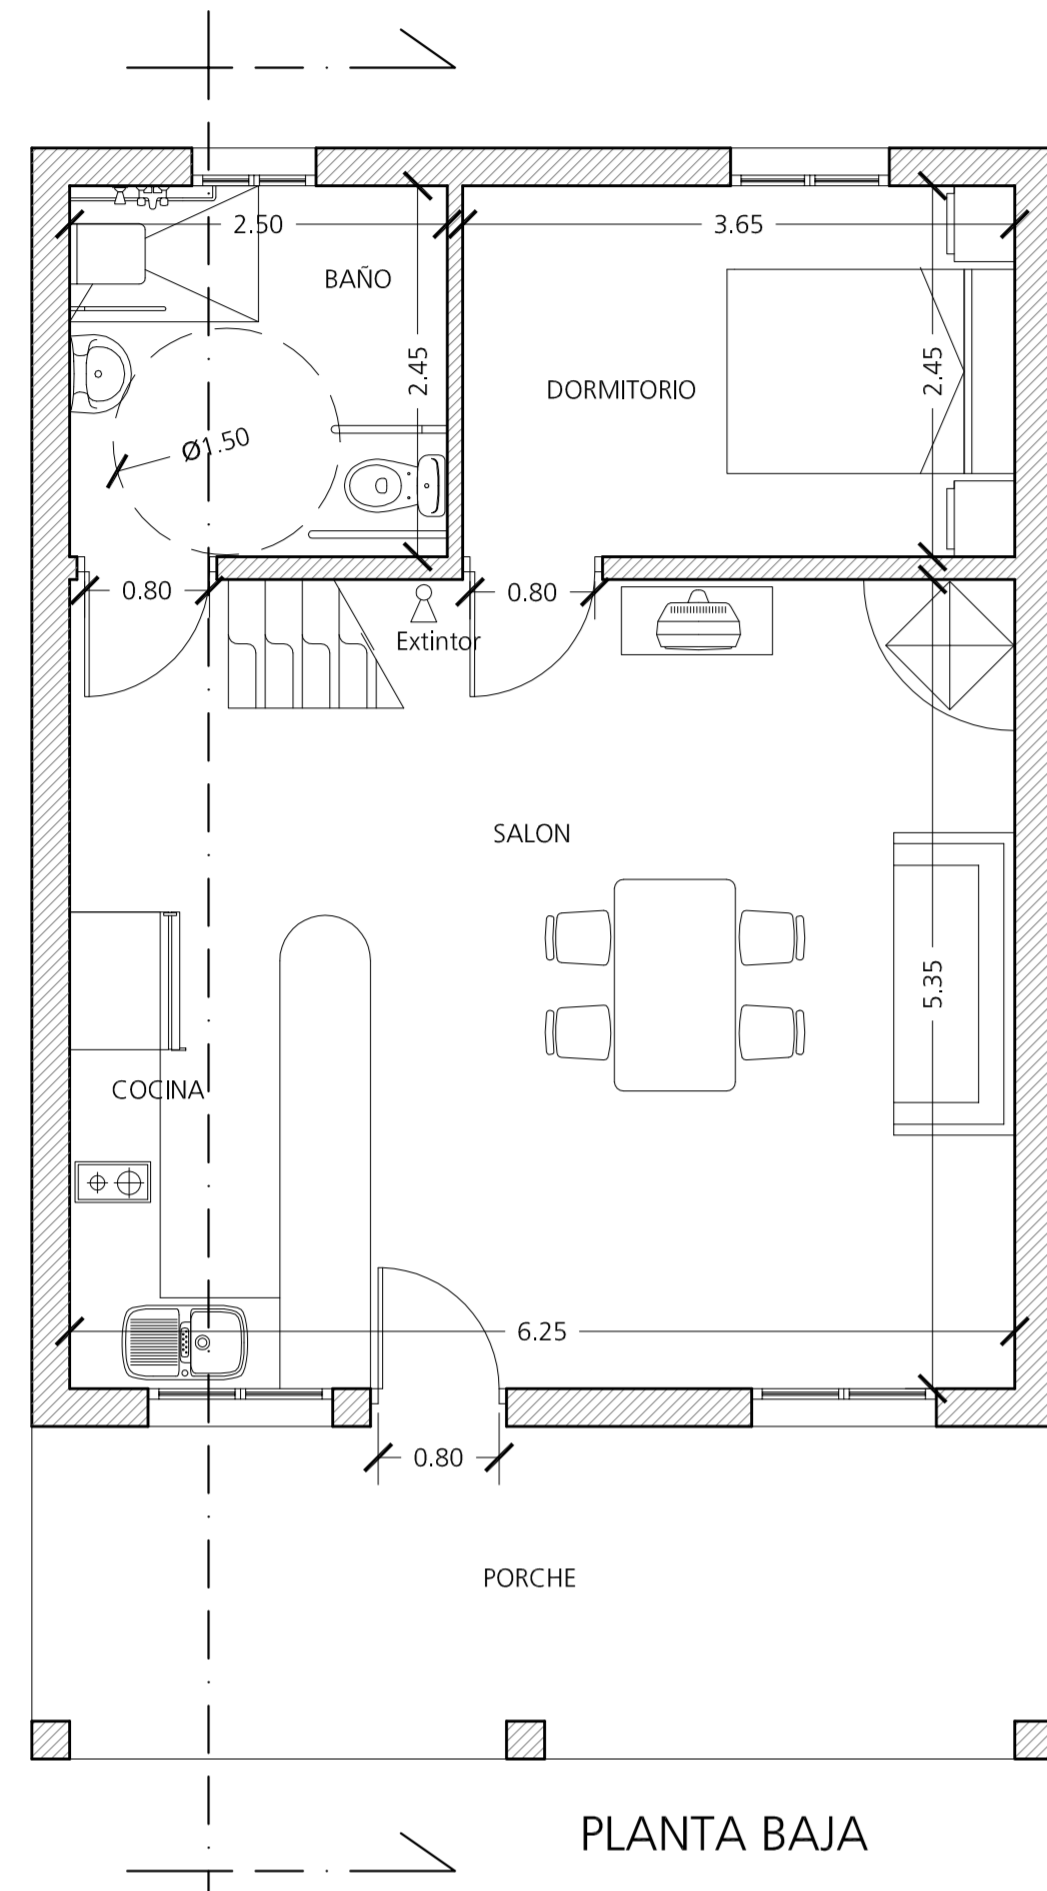 2.50
3.65
BAÑO
2.45
2.45
DORMITORIO
Ø1.50
0.80
0.80
Extintor
SALON
5.35
COCINA
6.25
0.80
PORCHE
PLANTA BAJA